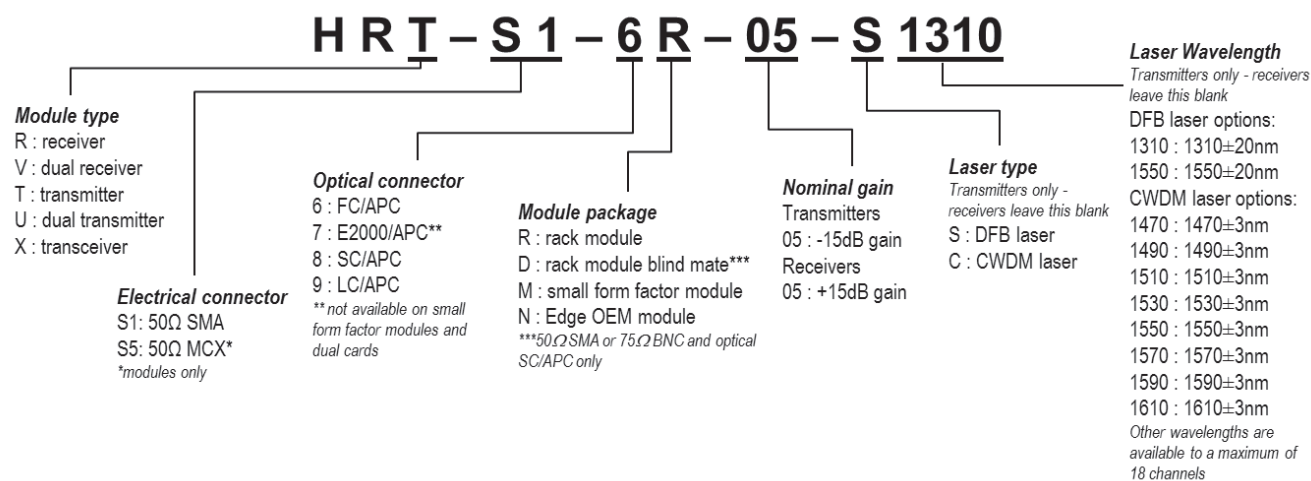 H R T – S 1 – 6 R – 05 – S 1310
Module type
R : receiver
V : dual receiver
T : transmitter
U : dual transmitter
X : transceiver
Electrical connector
S1: 50Ω SMA
S5: 50Ω MCX*
*modules only
Optical connector
6 : FC/APC
7 : E2000/APC**
8 : SC/APC
9 : LC/APC
** not available on small
form factor modules and
dual cards
Module package
R : rack module
D : rack module blind mate***
M : small form factor module
N : Edge OEM module
***50Ω SMA or 75Ω BNC and optical
SC/APC only
Nominal gain
Transmitters
05 : -15dB gain
Receivers
05 : +15dB gain
Laser type
Transmitters only -
receivers leave this blank
S : DFB laser
C : CWDM laser
Laser Wavelength
Transmitters only - receivers
leave this blank
DFB laser options:
1310 : 1310±20nm
1550 : 1550±20nm
CWDM laser options:
1470 : 1470±3nm
1490 : 1490±3nm
1510 : 1510±3nm
1530 : 1530±3nm
1550 : 1550±3nm
1570 : 1570±3nm
1590 : 1590±3nm
1610 : 1610±3nm
Other wavelengths are
available to a maximum of
18 channels